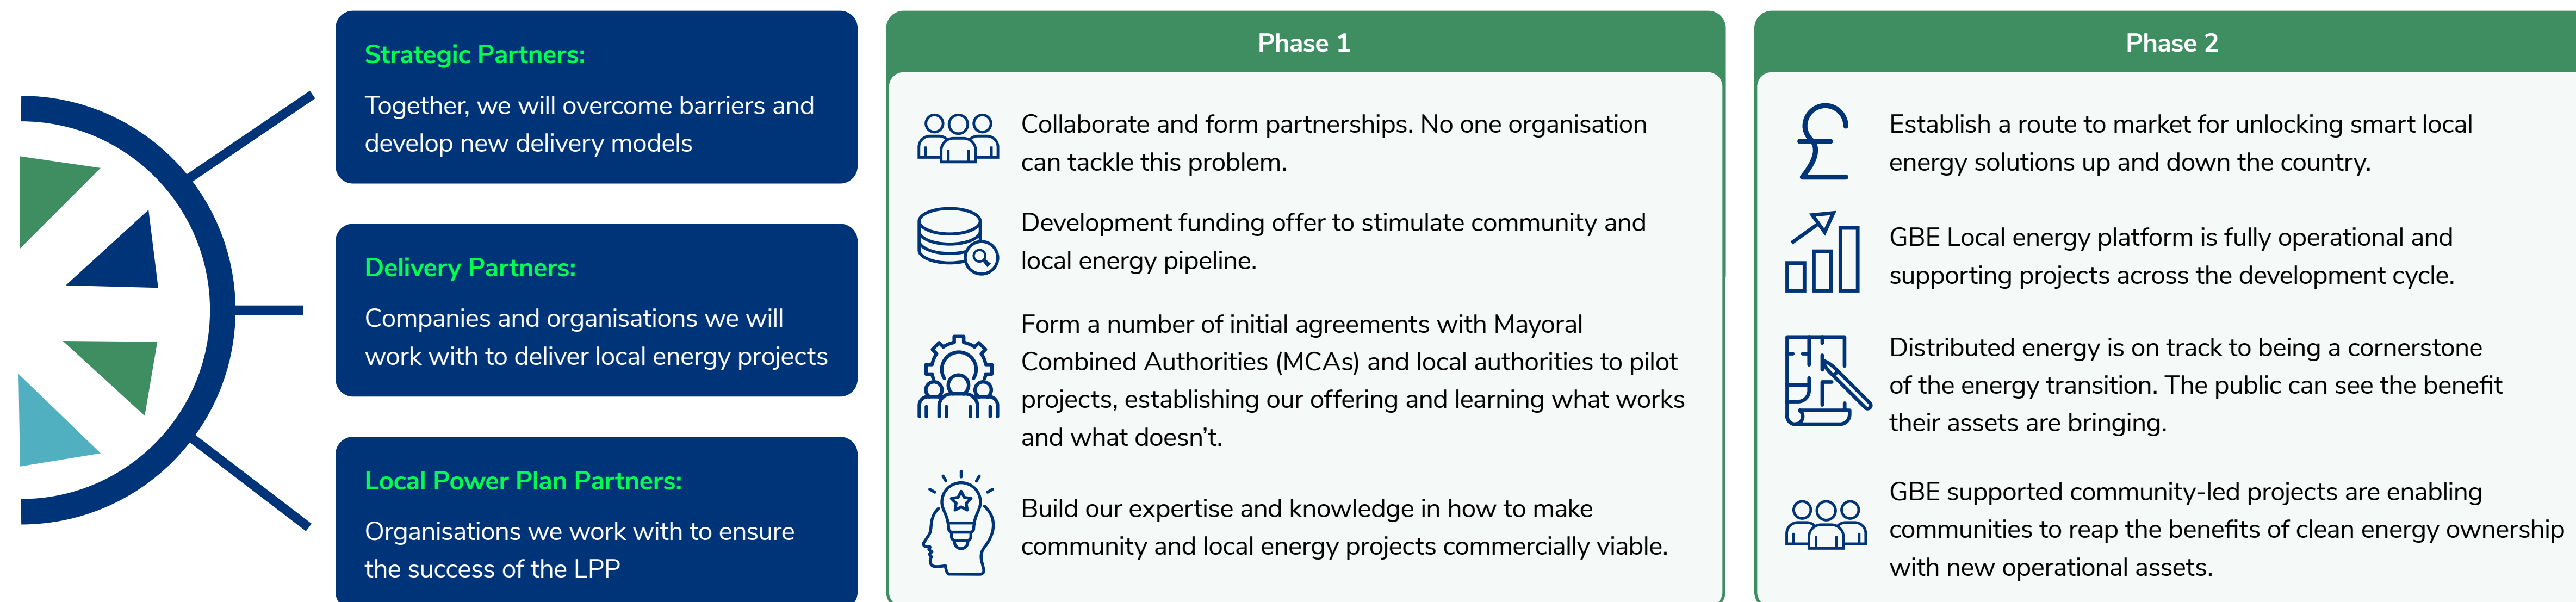 Strategic Partners:
Together, we will overcome barriers and
develop new delivery models
Delivery Partners:
Companies and organisations we will
work with to deliver local energy projects
Local Power Plan Partners:
Organisations we work with to ensure
the success of the LPP
Phase 1
Collaborate and form partnerships. No one organisation
can tackle this problem.
Development funding offer to stimulate community and
local energy pipeline.
Form a number of initial agreements with Mayoral
Combined Authorities (MCAs) and local authorities to pilot
projects, establishing our offering and learning what works
and what doesn’t.
Build our expertise and knowledge in how to make
community and local energy projects commercially viable.
Phase 2
£
Establish a route to market for unlocking smart local
energy solutions up and down the country.
GBE Local energy platform is fully operational and
supporting projects across the development cycle.
Distributed energy is on track to being a cornerstone
of the energy transition. The public can see the benefit
their assets are bringing.
GBE supported community-led projects are enabling
communities to reap the benefits of clean energy ownership
with new operational assets.